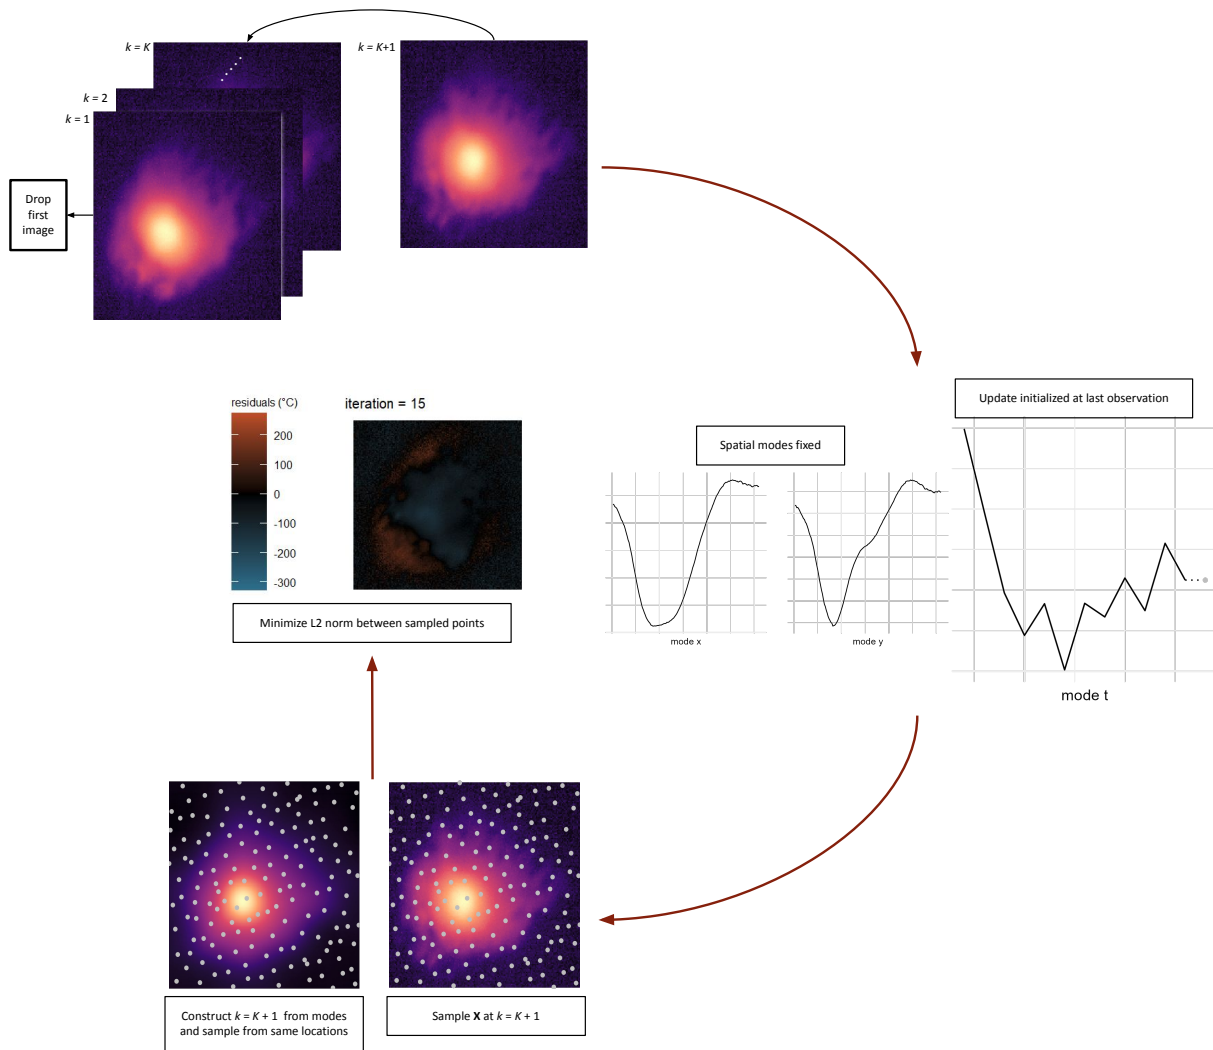 k = K
k = K+1
k = 2
k = 1
Drop
first
image
residuals (°C)
iteration = 15
200
100
0
-100
-200
-300
Minimize L2 norm between sampled points
Spatial modes fixed
mode x
mode y
Update initialized at last observation
mode t
Construct k = K + 1 from modes
and sample from same locations
Sample X at k = K + 1